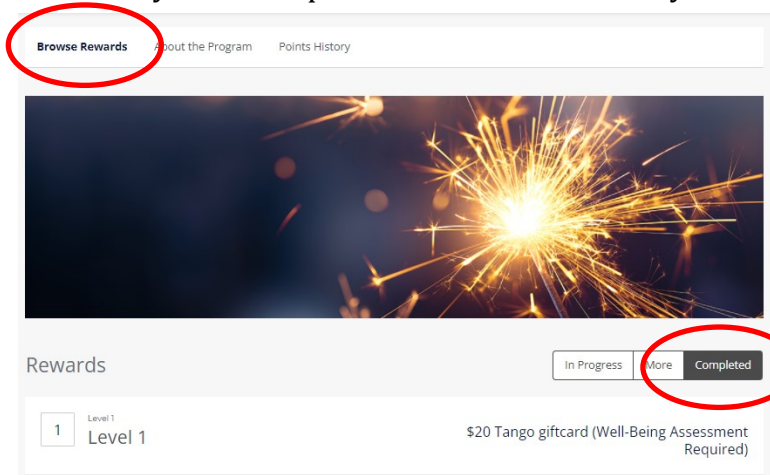 Browse Rewards About the Program Points History
Rewards
In Progress More Completed
1
Level 1
Level 1
$20 Tango giftcard (Well-Being Assessment
Required)